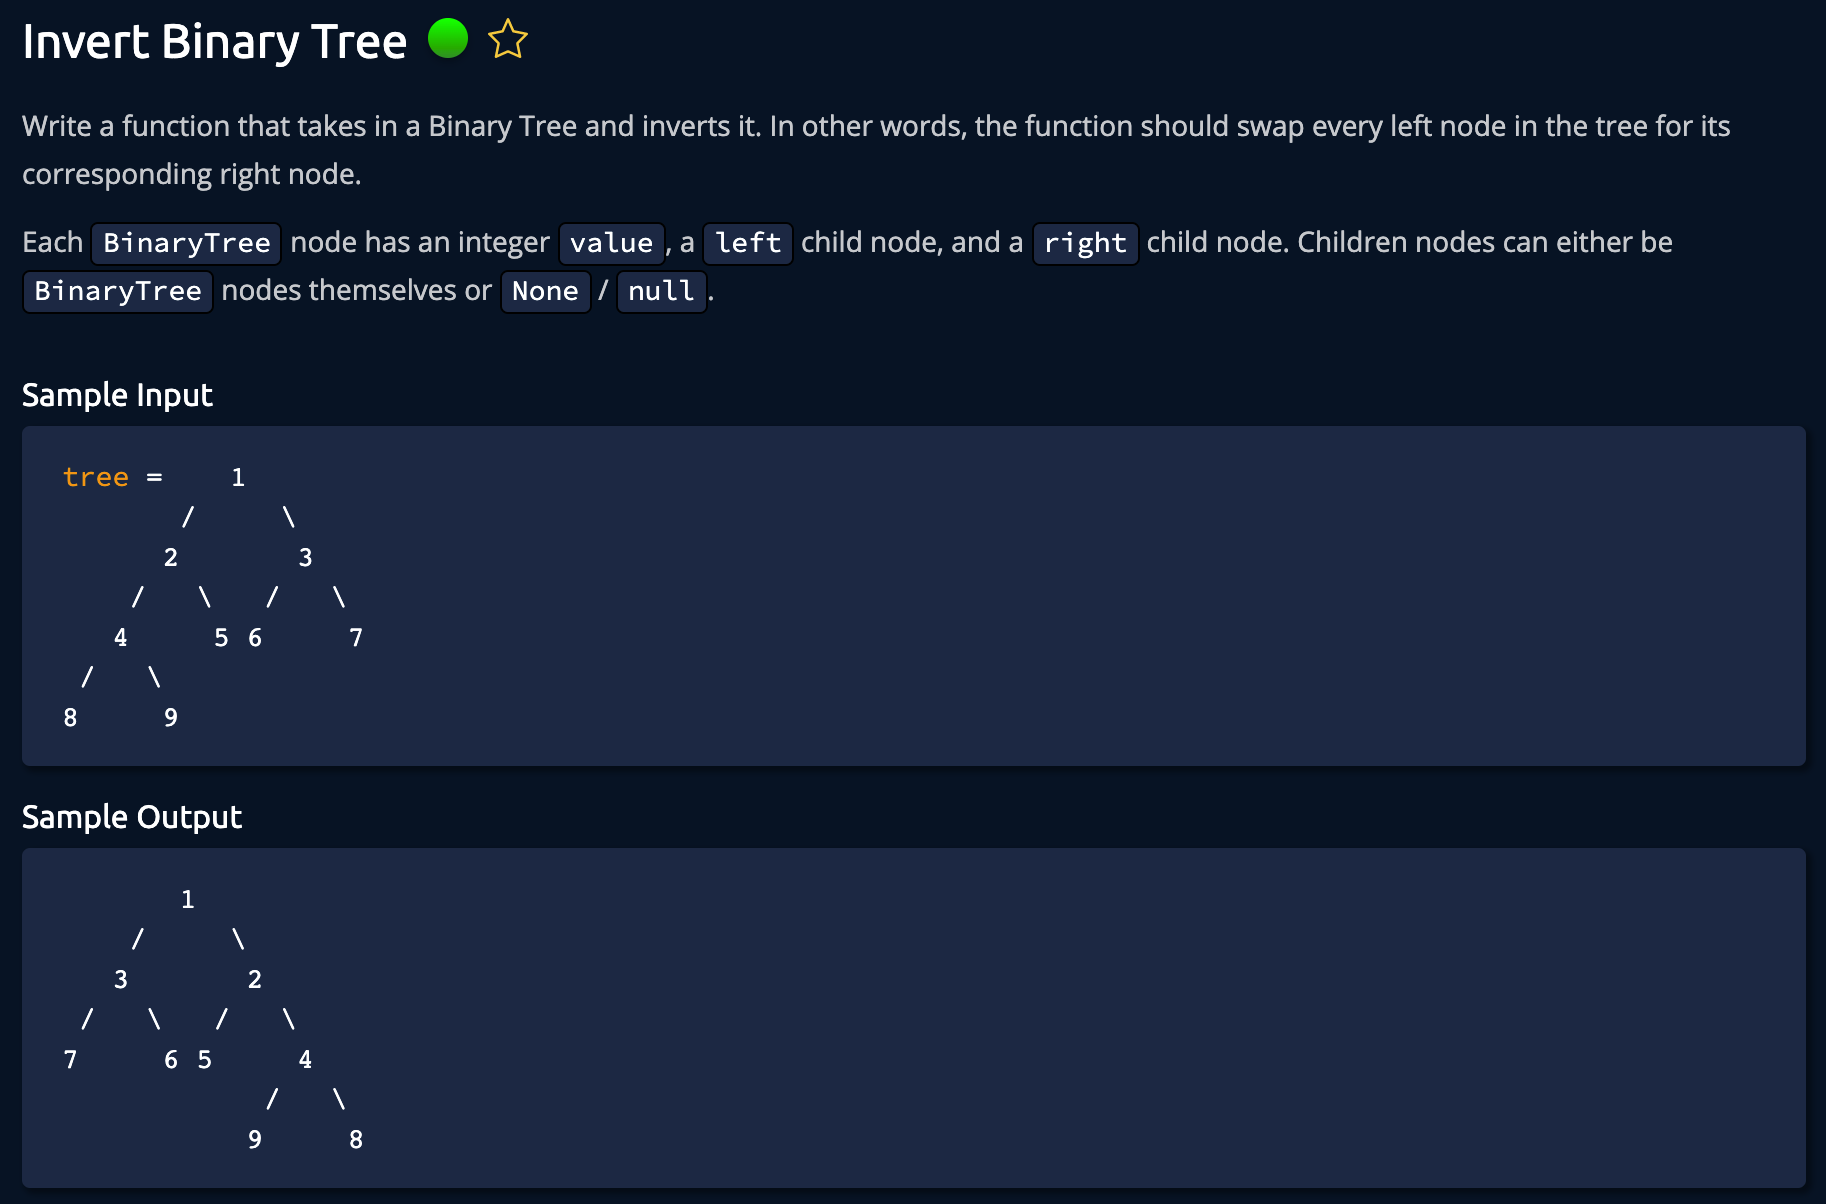 Invert Binary Tree
Write a function that takes in a Binary Tree and inverts it. In other words, the function should swap every left node in the tree for its
corresponding right node.
Each BinaryTree node has an integer value, a left child node, and a right child node. Children nodes can either be
BinaryTree nodes themselves or None / null.
Sample Input
tree =    1
       /     \
      2       3
    /   \   /   \
   4     5 6     7
 /   \
8     9
Sample Output
       1
    /     \
   3       2
 /   \   /   \
7     6 5     4
            /   \
           9     8